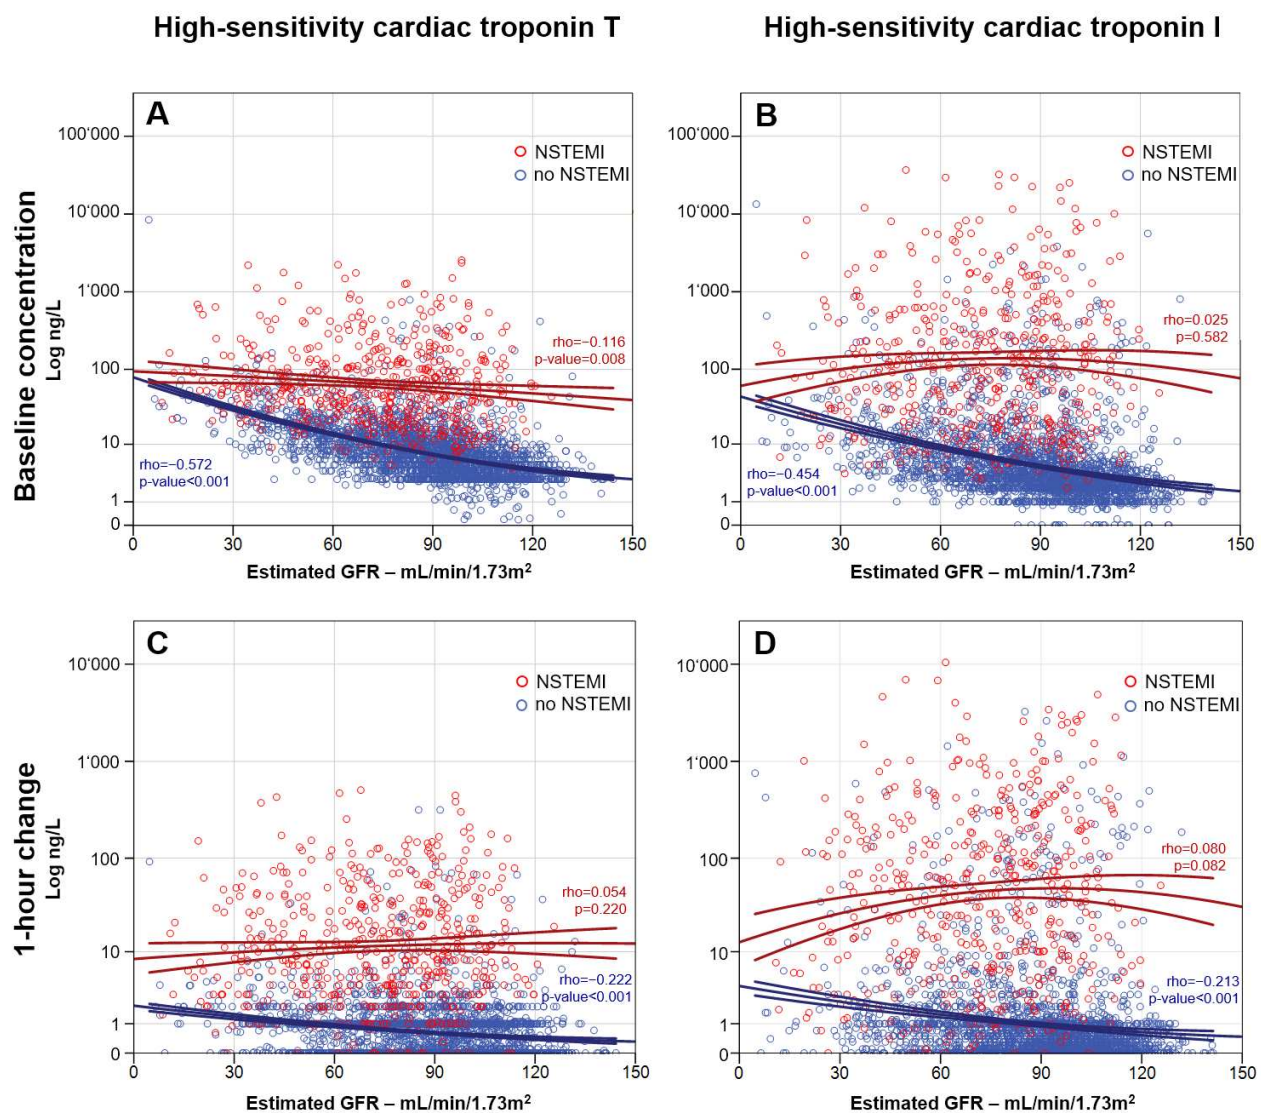 High-sensitivity cardiac troponin T
High-sensitivity cardiac troponin I
Baseline concentration
Log ng/L
A
100‘000
10‘000
1‘000
100
10
1
0
NSTEMI
no NSTEMI
rho=−0.116
p-value=0.008
rho=−0.572
p-value<0.001
0 30 60 90 120 150
Estimated GFR – mL/min/1.73m²
B
100‘000
10‘000
1‘000
100
10
1
0
NSTEMI
no NSTEMI
rho=0.025
p=0.582
rho=−0.454
p-value<0.001
0 30 60 90 120 150
Estimated GFR – mL/min/1.73m²
1-hour change
Log ng/L
C
10‘000
1‘000
100
10
1
0
NSTEMI
no NSTEMI
rho=0.054
p=0.220
rho=−0.222
p-value<0.001
0 30 60 90 120 150
Estimated GFR – mL/min/1.73m²
D
10‘000
1‘000
100
10
1
0
NSTEMI
no NSTEMI
rho=0.080
p=0.082
rho=−0.213
p-value<0.001
0 30 60 90 120 150
Estimated GFR – mL/min/1.73m²